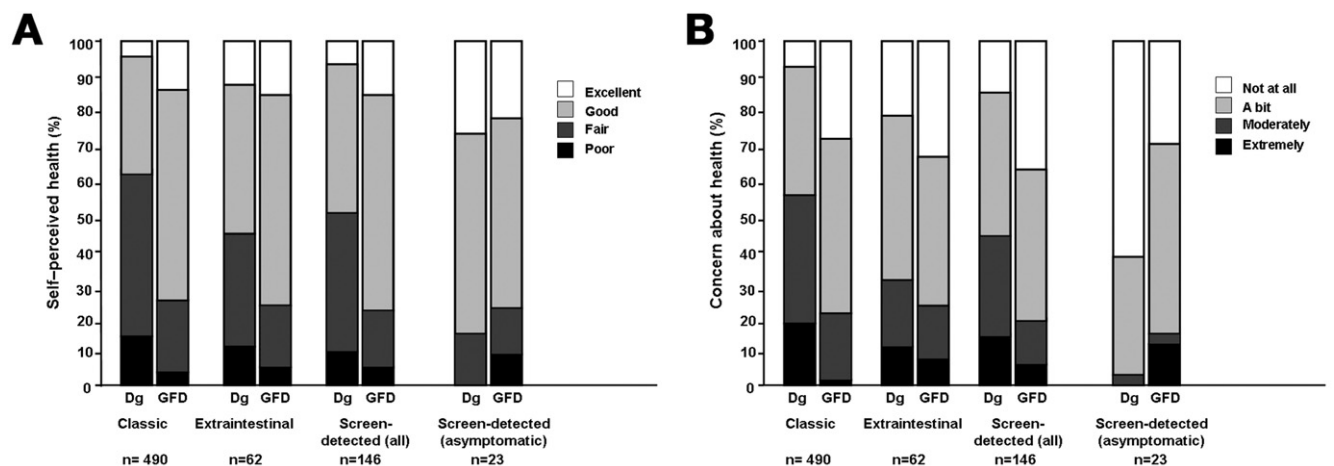 A
Self-perceived health (%)
100
90
80
70
60
50
40
30
20
10
0
Excellent
Good
Fair
Poor
Dg GFD Dg GFD Dg GFD Dg GFD
Classic Extraintestinal Screen- Screen-detected
detected (all) (asymptomatic)
n= 490 n=62 n=146 n=23
B
Concern about health (%)
100
90
80
70
60
50
40
30
20
10
0
Not at all
A bit
Moderately
Extremely
Dg GFD Dg GFD Dg GFD Dg GFD
Classic Extraintestinal Screen- Screen-detected
detected (all) (asymptomatic)
n= 490 n=62 n=146 n=23